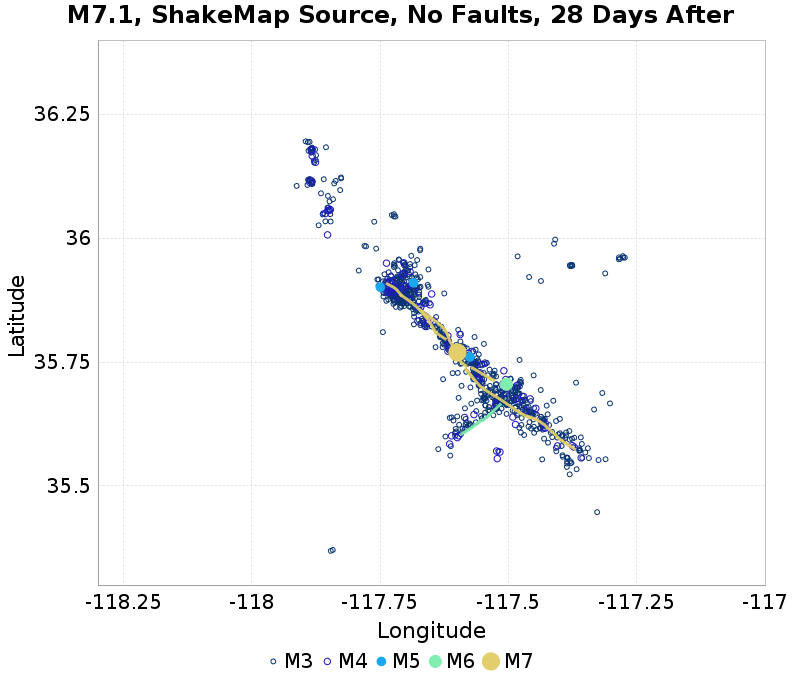 M7.1, ShakeMap Source, No Faults, 28 Days After
Latitude
36.25
36
35.75
35.5
-118.25 -118 -117.75 -117.5 -117.25 -117
Longitude
M3 M4 M5 M6 M7